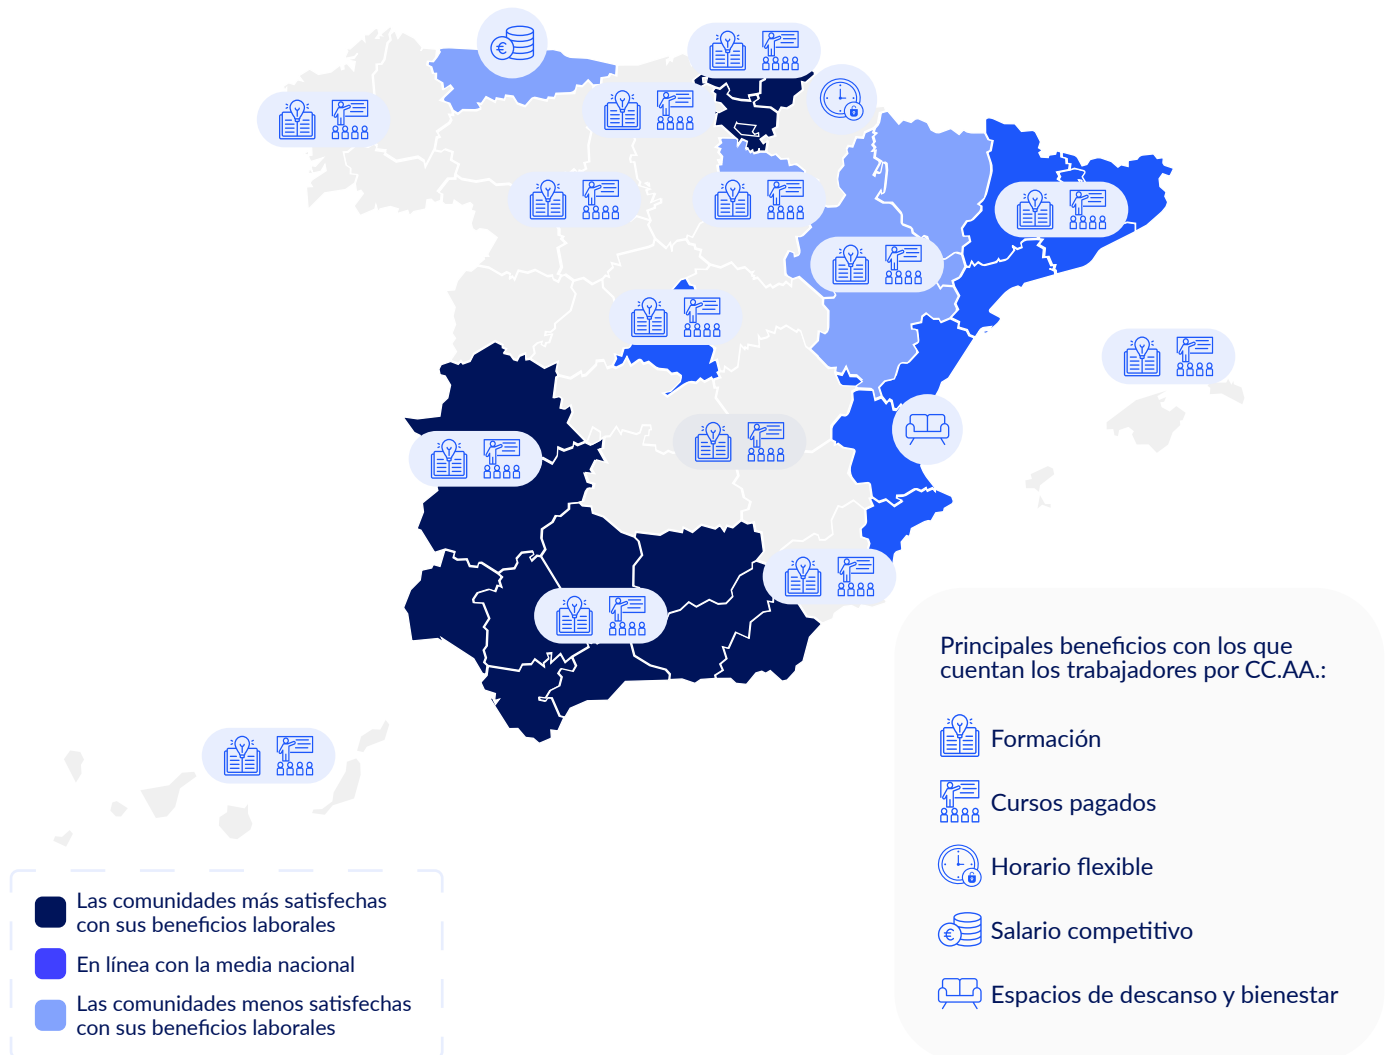 Principales beneficios con los que
cuentan los trabajadores por CC.AA.:
Formación
Cursos pagados
Horario flexible
Salario competitivo
Espacios de descanso y bienestar
Las comunidades más satisfechas
con sus beneficios laborales
En línea con la media nacional
Las comunidades menos satisfechas
con sus beneficios laborales